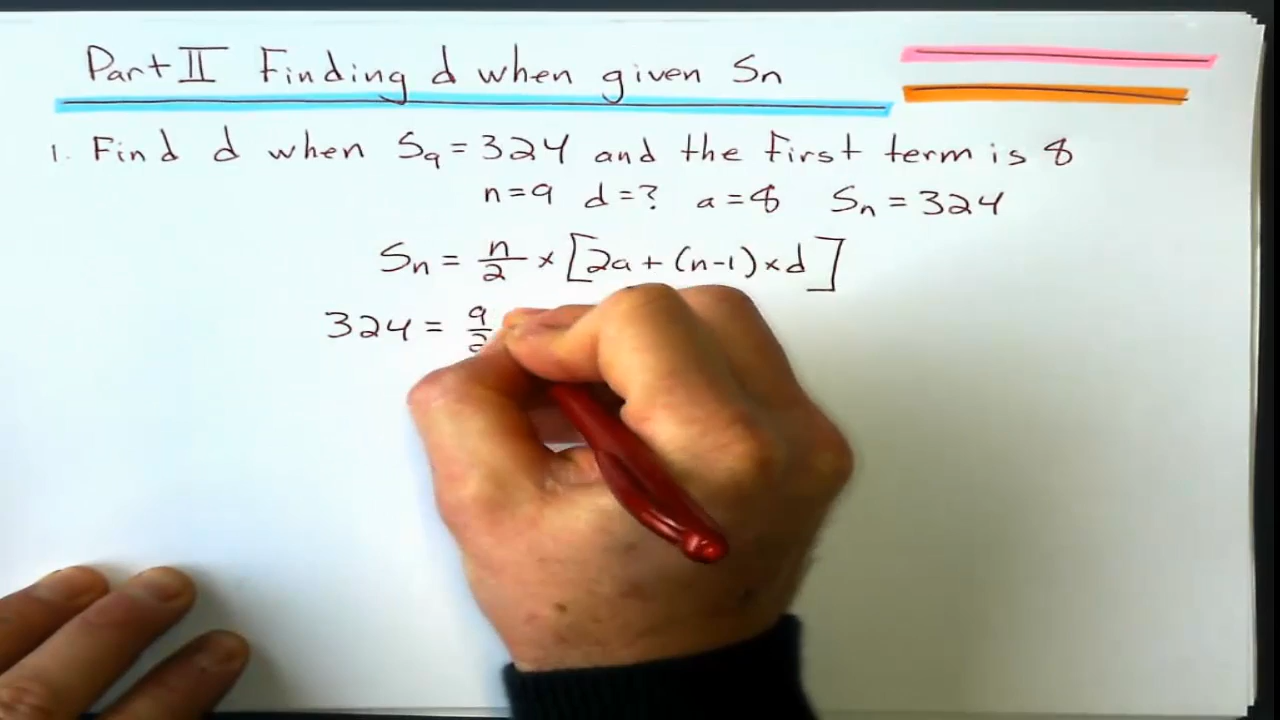 Part II Finding d when given Sn
1. Find d when S9 = 324 and the first term is 8
n=9 d=? a=8 Sn = 324
Sn = n/2 × [2a + (n-1) × d]
324 = 9/2